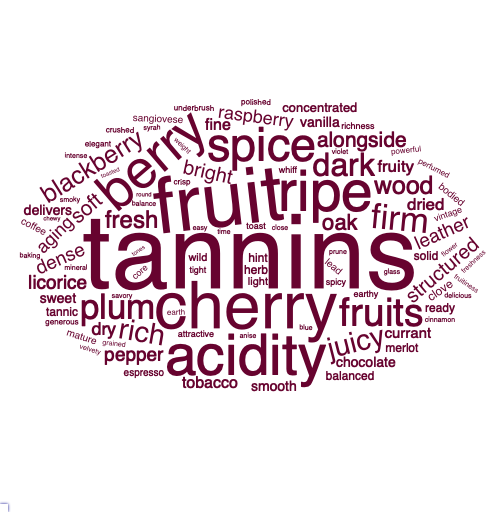 polished
underbrush
concentrated
sangiovese
raspberry
vanilla
crushed
syrah
fine
richness
berry
weight
spice
alongside
elegant
blackberry
violet
powerful
intense
toasted
bright
whiff
dark
fruity
perfumed
smoky
soft
crisp
fruit
ripe
wood
bodied
round
balance
delivers
chewy
fresh
oak
firm
dried
vintage
coffee
aging
easy
time
toast
close
leather
flower
tannins
freshness
baking
dense
tones
wild
hint
prune
solid
mineral
core
tight
herb
lead
glass
structured
fruitiness
licorice
light
spicy
clove
sweet
savory
earthy
delicious
tannic
plum
cherry
fruits
ready
generous
earth
cinnamon
dry
rich
attractive
anise
blue
juicy
currant
mature
grained
velvety
pepper
acidity
merlot
chocolate
espresso
tobacco
smooth
balanced